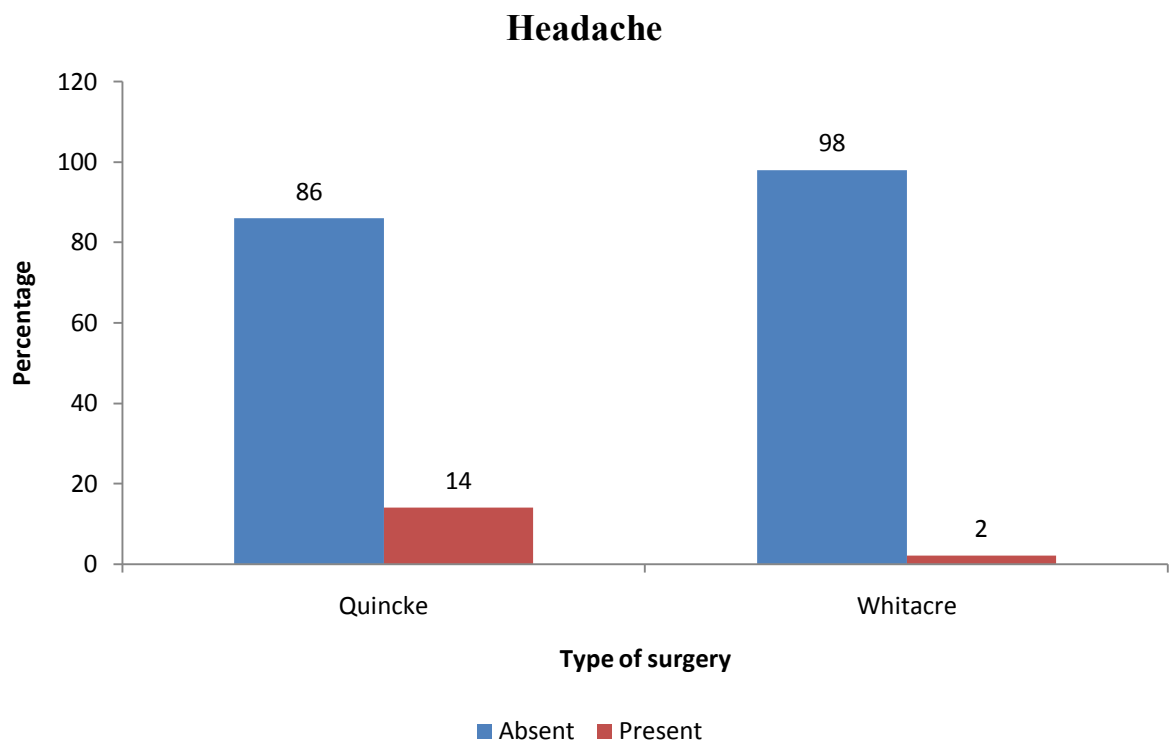 Headache
120
100
80
60
40
20
0
Percentage
86
14
98
2
Quincke
Whitacre
Type of surgery
Absent Present